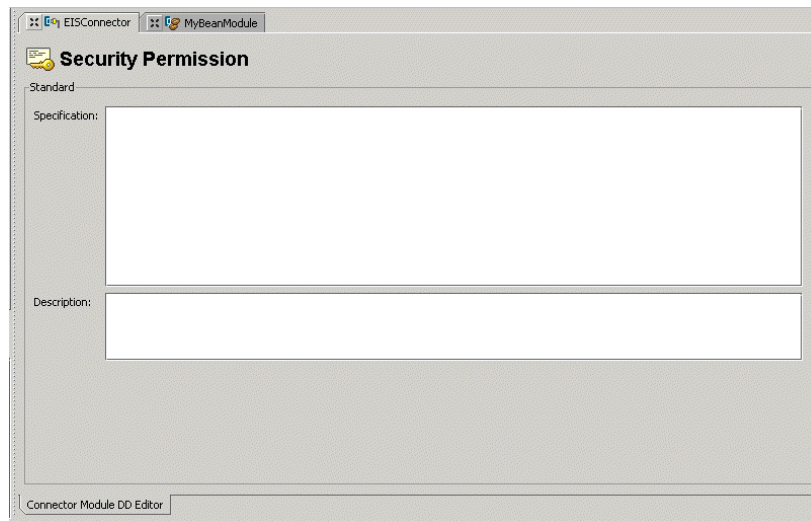 EISConnector MyBeanModule
Security Permission
Standard
Specification:
Description:
Connector Module DD Editor